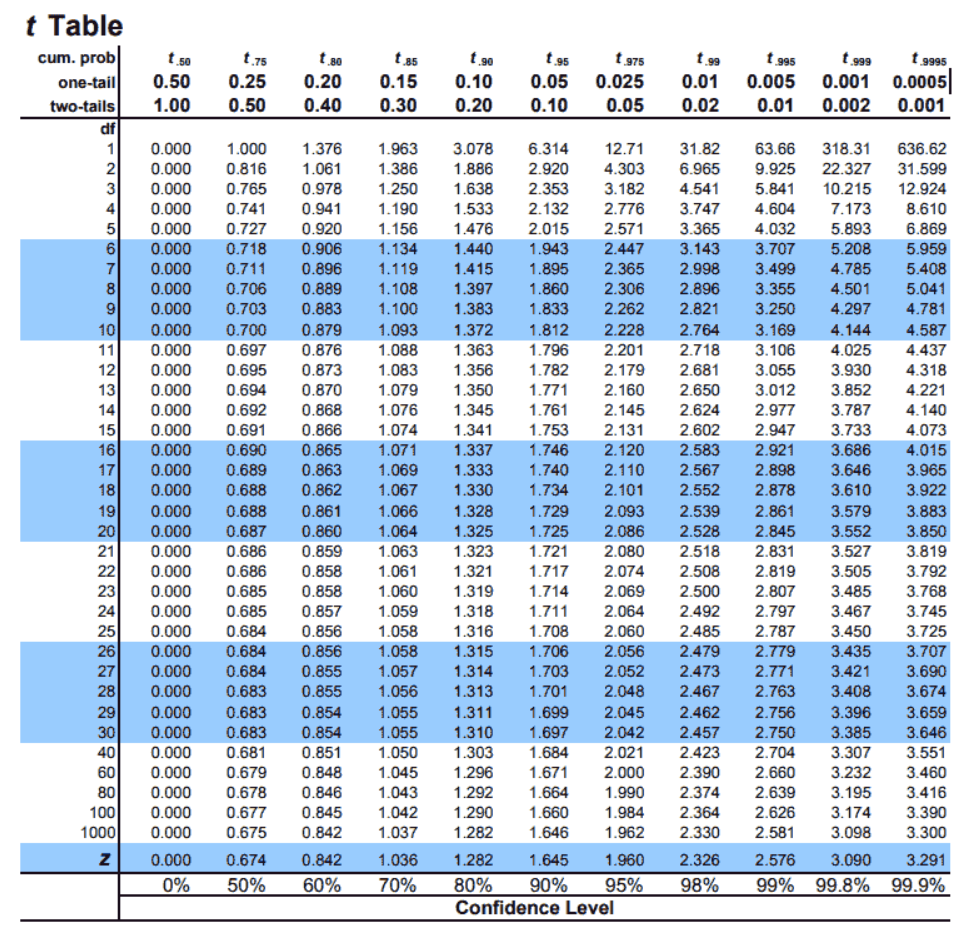 t Table
cum. prob t .50 t .75 t .80 t .85 t .90 t .95 t .975 t .99 t .995 t .999 t .9995
one-tail 0.50 0.25 0.20 0.15 0.10 0.05 0.025 0.01 0.005 0.001 0.0005
two-tails 1.00 0.50 0.40 0.30 0.20 0.10 0.05 0.02 0.01 0.002 0.001
df
1 0.000 1.000 1.376 1.963 3.078 6.314 12.71 31.82 63.66 318.31 636.62
2 0.000 0.816 1.061 1.386 1.886 2.920 4.303 6.965 9.925 22.327 31.599
3 0.000 0.765 0.978 1.250 1.638 2.353 3.182 4.541 5.841 10.215 12.924
4 0.000 0.741 0.941 1.190 1.533 2.132 2.776 3.747 4.604 7.173 8.610
5 0.000 0.727 0.920 1.156 1.476 2.015 2.571 3.365 4.032 5.893 6.869
6 0.000 0.718 0.906 1.134 1.440 1.943 2.447 3.143 3.707 5.208 5.959
7 0.000 0.711 0.896 1.119 1.415 1.895 2.365 2.998 3.499 4.785 5.408
8 0.000 0.706 0.889 1.108 1.397 1.860 2.306 2.896 3.355 4.501 5.041
9 0.000 0.703 0.883 1.100 1.383 1.833 2.262 2.821 3.250 4.297 4.781
10 0.000 0.700 0.879 1.093 1.372 1.812 2.228 2.764 3.169 4.144 4.587
11 0.000 0.697 0.876 1.088 1.363 1.796 2.201 2.718 3.106 4.025 4.437
12 0.000 0.695 0.873 1.083 1.356 1.782 2.179 2.681 3.055 3.930 4.318
13 0.000 0.694 0.870 1.079 1.350 1.771 2.160 2.650 3.012 3.852 4.221
14 0.000 0.692 0.868 1.076 1.345 1.761 2.145 2.624 2.977 3.787 4.140
15 0.000 0.691 0.866 1.074 1.341 1.753 2.131 2.602 2.947 3.733 4.073
16 0.000 0.690 0.865 1.071 1.337 1.746 2.120 2.583 2.921 3.686 4.015
17 0.000 0.689 0.863 1.069 1.333 1.740 2.110 2.567 2.898 3.646 3.965
18 0.000 0.688 0.862 1.067 1.330 1.734 2.101 2.552 2.878 3.610 3.922
19 0.000 0.688 0.861 1.066 1.328 1.729 2.093 2.539 2.861 3.579 3.883
20 0.000 0.687 0.860 1.064 1.325 1.725 2.086 2.528 2.845 3.552 3.850
21 0.000 0.686 0.859 1.063 1.323 1.721 2.080 2.518 2.831 3.527 3.819
22 0.000 0.686 0.858 1.061 1.321 1.717 2.074 2.508 2.819 3.505 3.792
23 0.000 0.685 0.858 1.060 1.319 1.714 2.069 2.500 2.807 3.485 3.768
24 0.000 0.685 0.857 1.059 1.318 1.711 2.064 2.492 2.797 3.467 3.745
25 0.000 0.684 0.856 1.058 1.316 1.708 2.060 2.485 2.787 3.450 3.725
26 0.000 0.684 0.856 1.058 1.315 1.706 2.056 2.479 2.779 3.435 3.707
27 0.000 0.684 0.855 1.057 1.314 1.703 2.052 2.473 2.771 3.421 3.690
28 0.000 0.683 0.855 1.056 1.313 1.701 2.048 2.467 2.763 3.408 3.674
29 0.000 0.683 0.854 1.055 1.311 1.699 2.045 2.462 2.756 3.396 3.659
30 0.000 0.683 0.854 1.055 1.310 1.697 2.042 2.457 2.750 3.385 3.646
40 0.000 0.681 0.851 1.050 1.303 1.684 2.021 2.423 2.704 3.307 3.551
60 0.000 0.679 0.848 1.045 1.296 1.671 2.000 2.390 2.660 3.232 3.460
80 0.000 0.678 0.846 1.043 1.292 1.664 1.990 2.374 2.639 3.195 3.416
100 0.000 0.677 0.845 1.042 1.290 1.660 1.984 2.364 2.626 3.174 3.390
1000 0.000 0.675 0.842 1.037 1.282 1.646 1.962 2.330 2.581 3.098 3.300
z 0.000 0.674 0.842 1.036 1.282 1.645 1.960 2.326 2.576 3.090 3.291
0% 50% 60% 70% 80% 90% 95% 98% 99% 99.8% 99.9%
Confidence Level